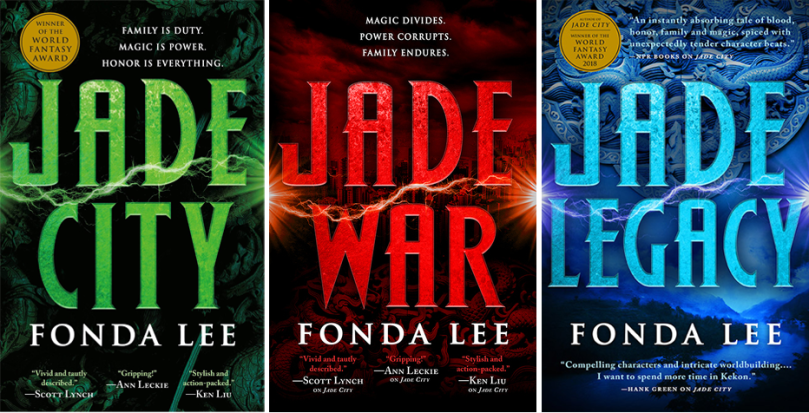 WINNER
OF THE
WORLD
FANTASY
AWARD
FAMILY IS DUTY.
MAGIC IS POWER.
HONOR IS EVERYTHING.
JADE
CITY
FONDA LEE
"Vivid and tautly
described."
—SCOTT LYNCH
"Gripping!"
—ANN LECKIE
"Stylish and
action-packed."
—KEN LIU
MAGIC DIVIDES.
POWER CORRUPTS.
FAMILY ENDURES.
JADE
WAR
FONDA LEE
"Vivid and tautly
described."
—SCOTT LYNCH
ON JADE CITY
"Gripping!"
—ANN LECKIE
ON JADE CITY
"Stylish and
action-packed."
—KEN LIU
ON JADE CITY
AUTHOR OF
JADE CITY
WINNER OF THE
WORLD
FANTASY
AWARD
2018
"An instantly absorbing tale of blood,
honor, family and magic, spiced with
unexpectedly tender character beats."
—NPR BOOKS ON JADE CITY
JADE
LEGACY
FONDA LEE
"Compelling characters and intricate worldbuilding....
I want to spend more time in Kekon."
—HANK GREEN ON JADE CITY